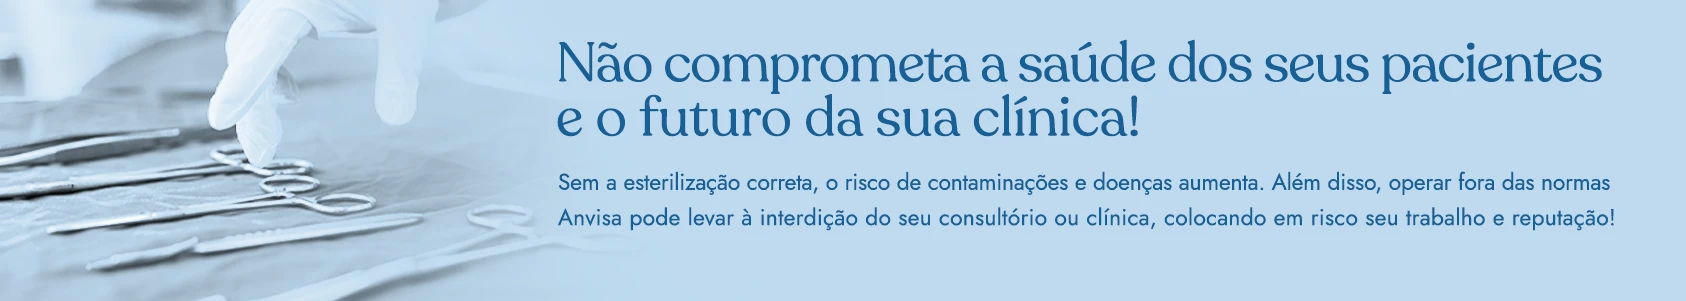 Não comprometa a saúde dos seus pacientes
e o futuro da sua clínica!
Sem a esterilização correta, o risco de contaminações e doenças aumenta. Além disso, operar fora das normas
Anvisa pode levar à interdição do seu consultório ou clínica, colocando em risco seu trabalho e reputação!